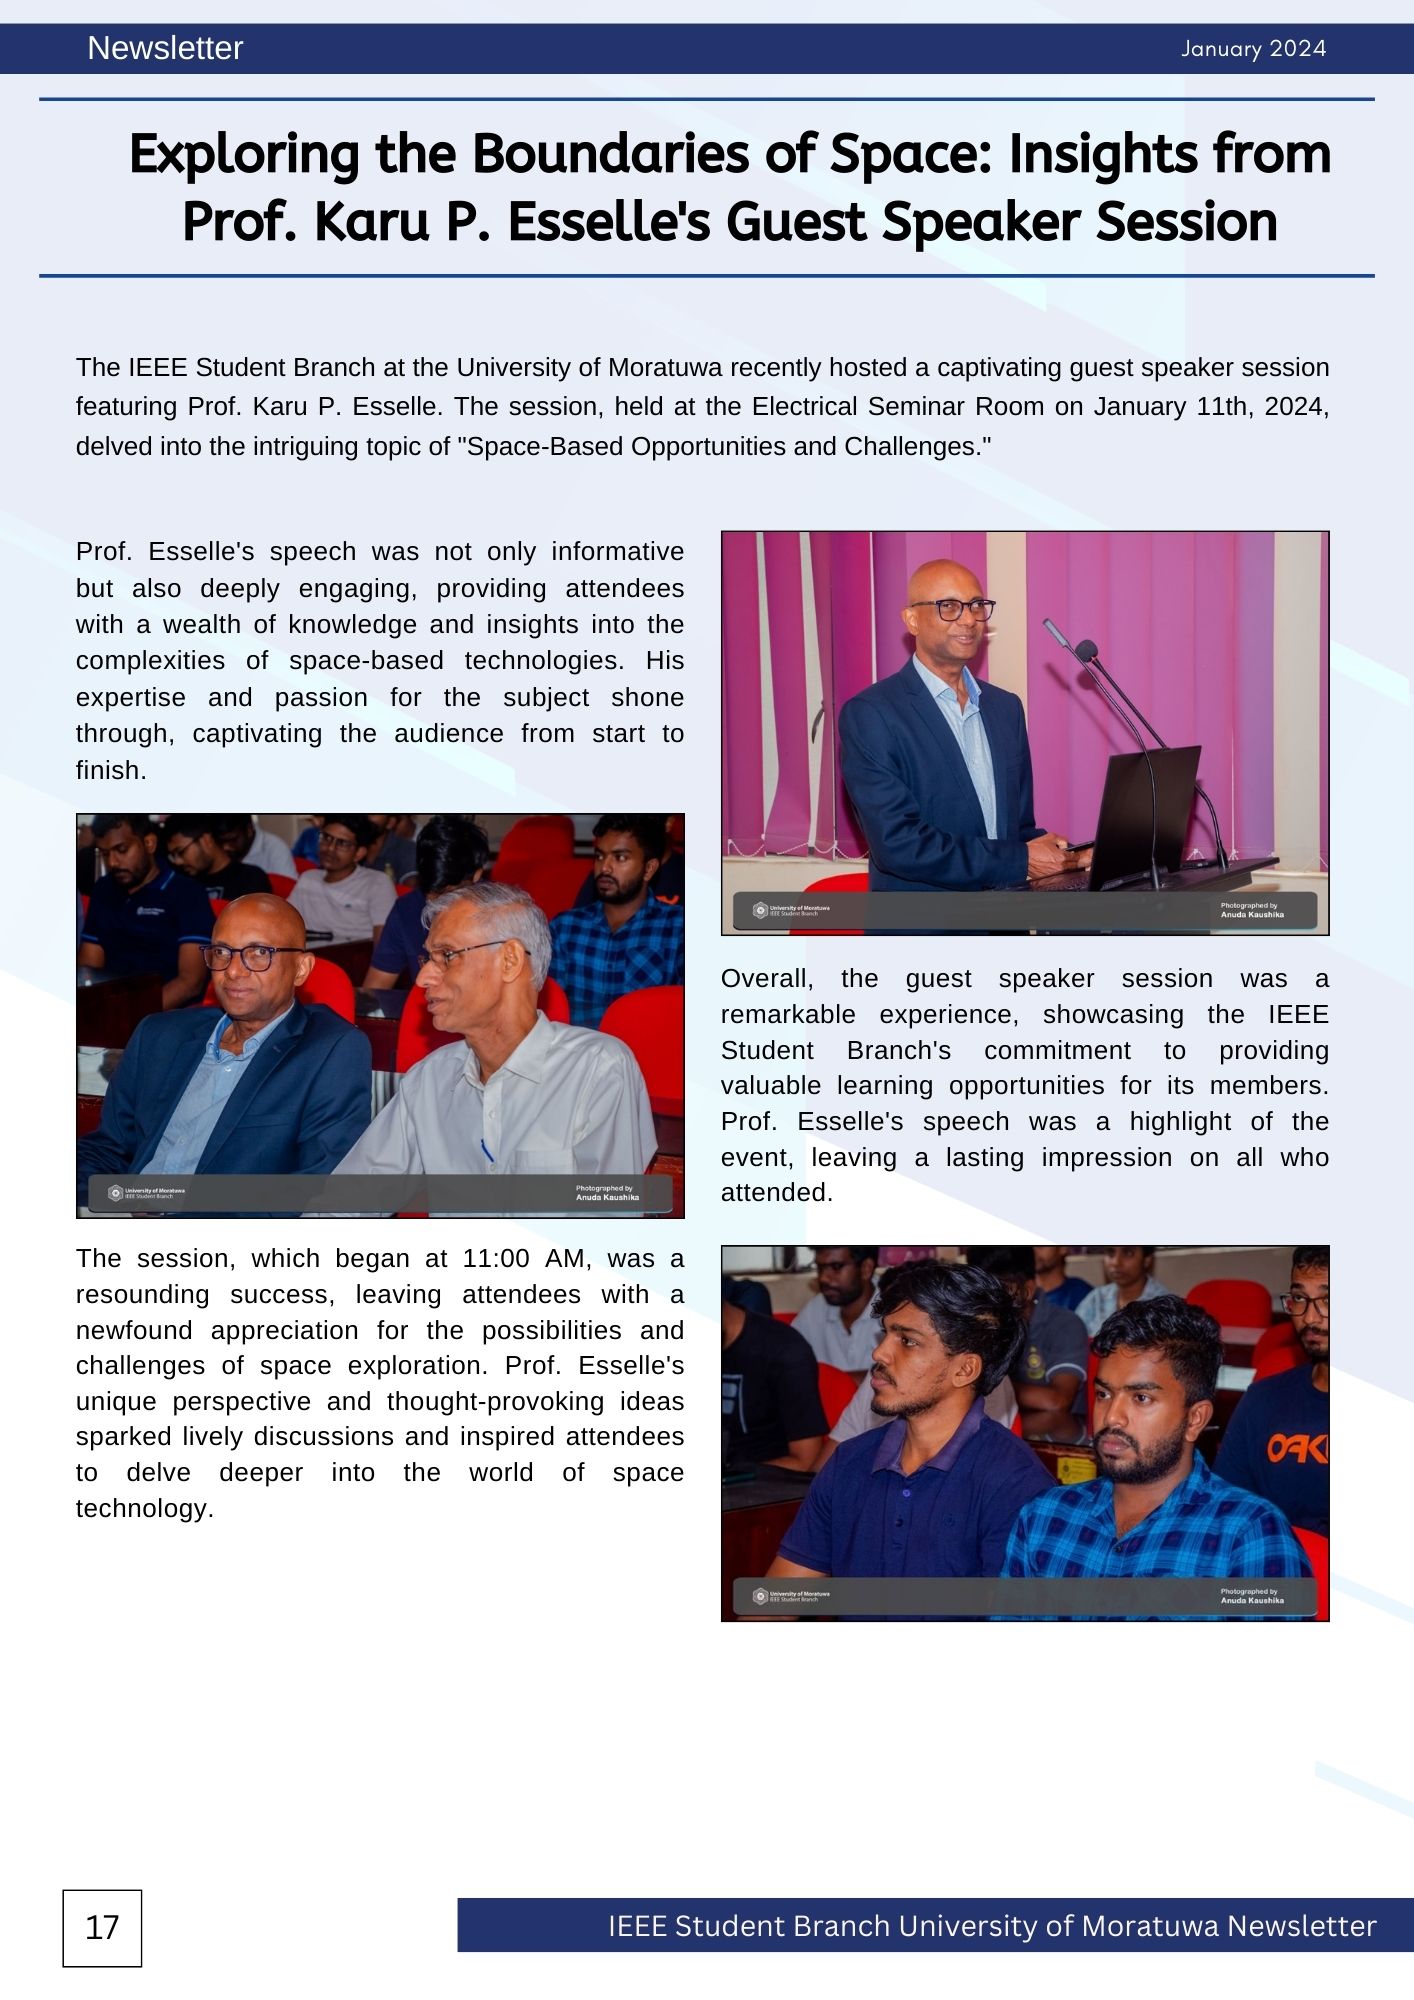 Newsletter
January 2024
Exploring the Boundaries of Space: Insights from
Prof. Karu P. Esselle's Guest Speaker Session
The IEEE Student Branch at the University of Moratuwa recently hosted a captivating guest speaker session
featuring Prof. Karu P. Esselle. The session, held at the Electrical Seminar Room on January 11th, 2024,
delved into the intriguing topic of "Space-Based Opportunities and Challenges."
Prof. Esselle's speech was not only informative
but also deeply engaging, providing attendees
with a wealth of knowledge and insights into the
complexities of space-based technologies. His
expertise and passion for the subject shone
through, captivating the audience from start to
finish.
University of Moratuwa
IEEE Student Branch
Photographed by
Anuda Kaushika
The session, which began at 11:00 AM, was a
resounding success, leaving attendees with a
newfound appreciation for the possibilities and
challenges of space exploration. Prof. Esselle's
unique perspective and thought-provoking ideas
sparked lively discussions and inspired attendees
to delve deeper into the world of space
technology.
University of Moratuwa
IEEE Student Branch
Photographed by
Anuda Kaushika
Overall, the guest speaker session was a
remarkable experience, showcasing the IEEE
Student Branch's commitment to providing
valuable learning opportunities for its members.
Prof. Esselle's speech was a highlight of the
event, leaving a lasting impression on all who
attended.
University of Moratuwa
IEEE Student Branch
Photographed by
Anuda Kaushika
17
IEEE Student Branch University of Moratuwa Newsletter